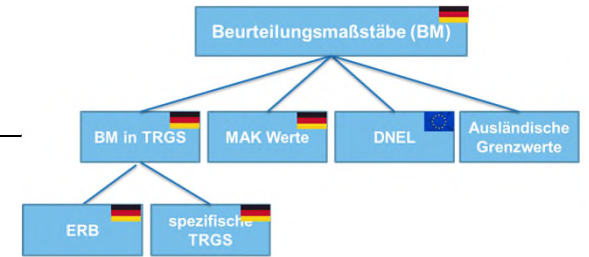 Beurteilungsmaßstäbe (BM)
BM in TRGS
MAK Werte
DNEL
Ausländische
Grenzwerte
ERB
spezifische
TRGS